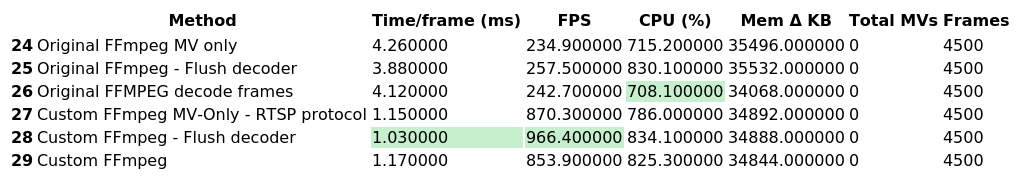 Method Time/frame (ms) FPS CPU (%) Mem Δ KB Total MVs Frames
24 Original FFmpeg MV only 4.260000 234.900000 715.200000 35496.000000 0 4500
25 Original FFmpeg - Flush decoder 3.880000 257.500000 830.100000 35532.000000 0 4500
26 Original FFMPEG decode frames 4.120000 242.700000 708.100000 34068.000000 0 4500
27 Custom FFmpeg MV-Only - RTSP protocol 1.150000 870.300000 786.000000 34892.000000 0 4500
28 Custom FFmpeg - Flush decoder 1.030000 966.400000 834.100000 34888.000000 0 4500
29 Custom FFmpeg 1.170000 853.900000 825.300000 34844.000000 0 4500